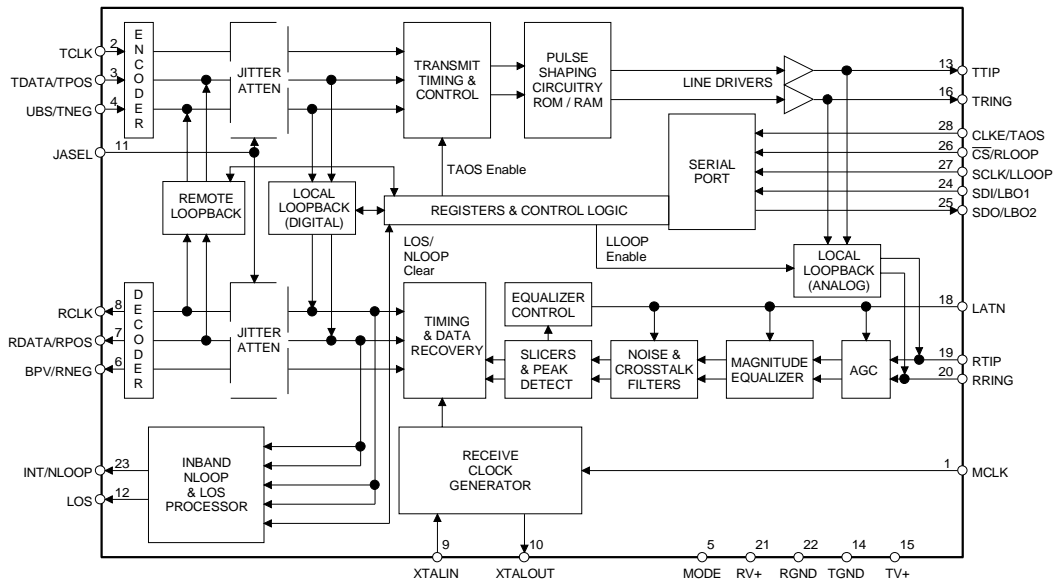 2
TCLK
3
TDATA/TPOS
4
UBS/TNEG
11
JASEL
ENCODER
JITTER
ATTEN
TRANSMIT
TIMING &
CONTROL
PULSE
SHAPING
CIRCUITRY
ROM / RAM
LINE DRIVERS
13
TTIP
16
TRING
28
CLKE/TAOS
26
CS/RLOOP
27
SCLK/LLOOP
24
SDI/LBO1
25
SDO/LBO2
SERIAL
PORT
TAOS Enable
REMOTE
LOOPBACK
LOCAL
LOOPBACK
(DIGITAL)
REGISTERS & CONTROL LOGIC
LOS/
NLOOP
Clear
LLOOP
Enable
LOCAL
LOOPBACK
(ANALOG)
8
RCLK
7
RDATA/RPOS
6
BPV/RNEG
DECODER
JITTER
ATTEN
TIMING
& DATA
RECOVERY
EQUALIZER
CONTROL
SLICERS
& PEAK
DETECT
NOISE &
CROSSTALK
FILTERS
MAGNITUDE
EQUALIZER
AGC
18
LATN
19
RTIP
20
RRING
23
INT/NLOOP
12
LOS
INBAND
NLOOP
& LOS
PROCESSOR
RECEIVE
CLOCK
GENERATOR
1
MCLK
9
XTALIN
10
XTALOUT
5
MODE
21
RV+
22
RGND
14
TGND
15
TV+